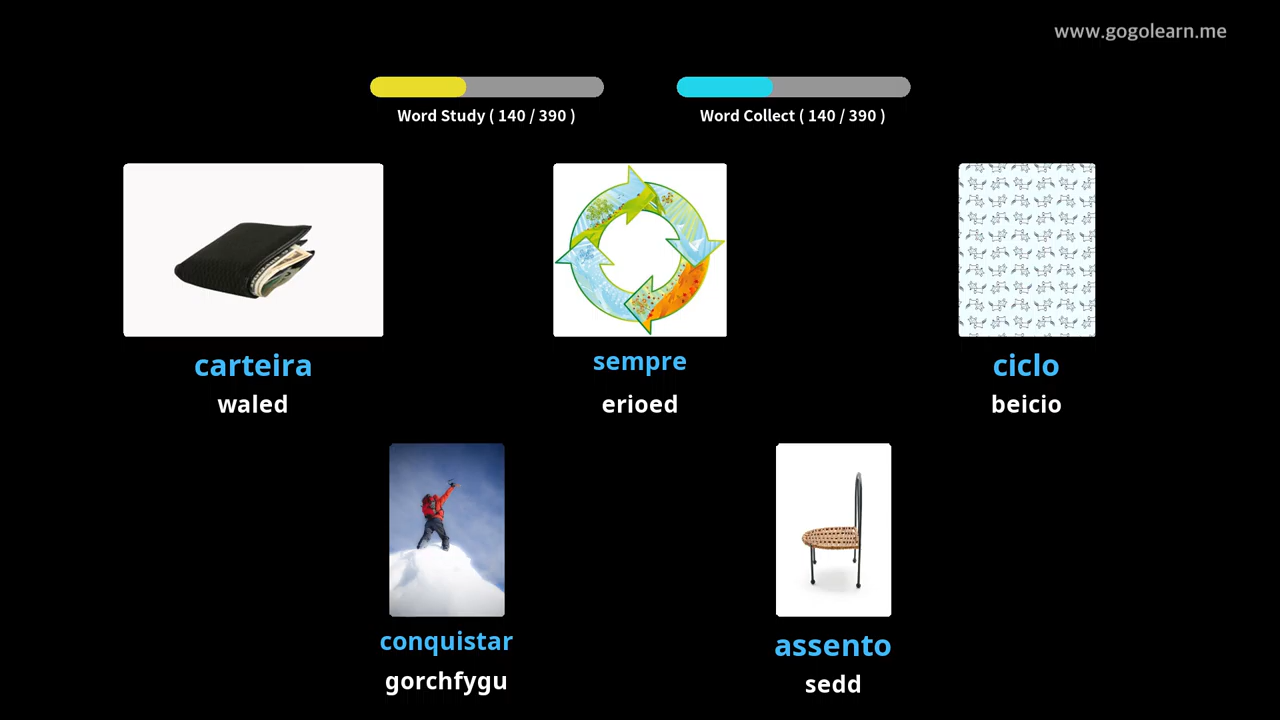 www.gogolearn.me
Word Study ( 140 / 390 )
Word Collect ( 140 / 390 )
carteira
waled
sempre
erioed
ciclo
beicio
conquistar
gorchfygu
assento
sedd